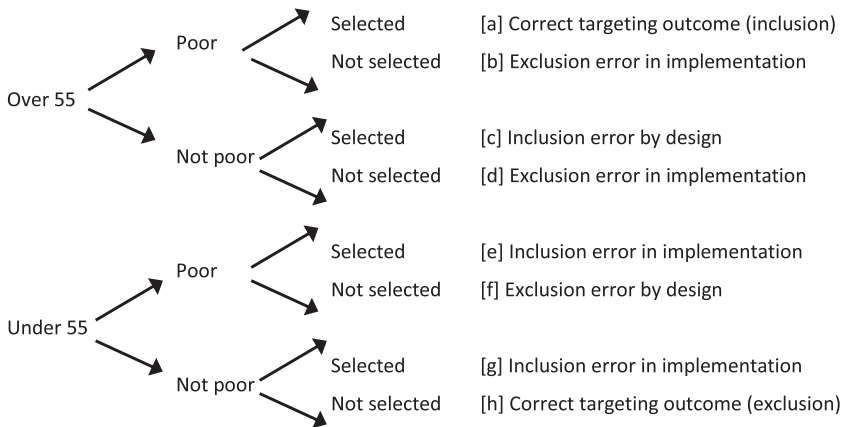 Poor
Selected [a] Correct targeting outcome (inclusion)
Not selected [b] Exclusion error in implementation
Over 55
Not poor
Selected [c] Inclusion error by design
Not selected [d] Exclusion error in implementation
Poor
Selected [e] Inclusion error in implementation
Not selected [f] Exclusion error by design
Under 55
Not poor
Selected [g] Inclusion error in implementation
Not selected [h] Correct targeting outcome (exclusion)